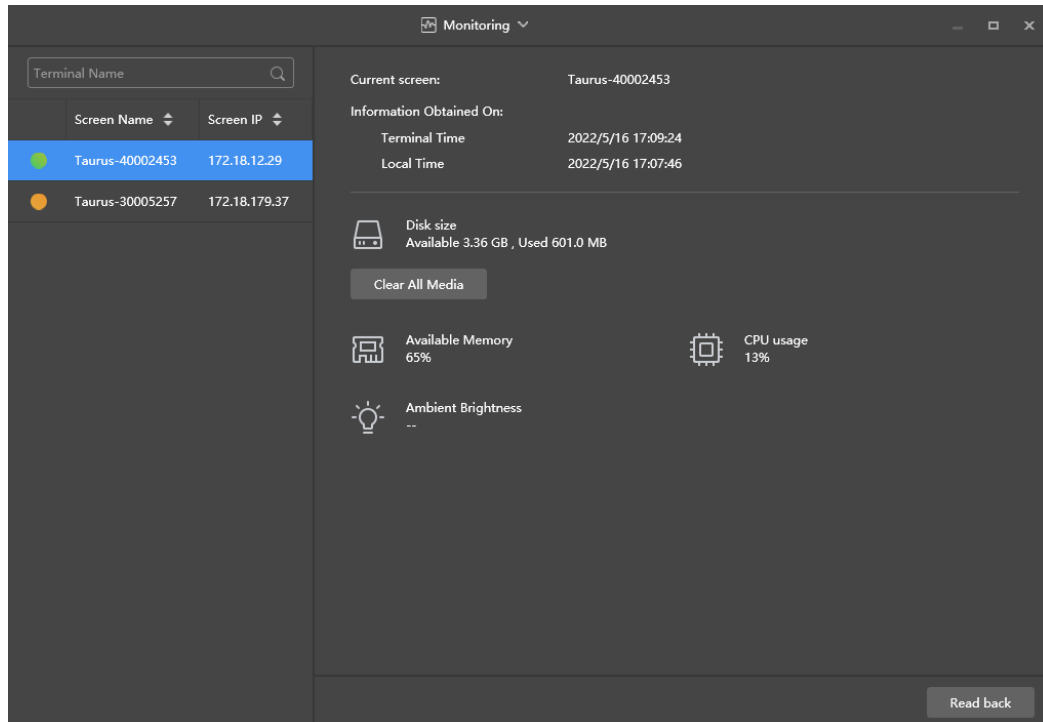 Monitoring
Terminal Name
Screen Name Screen IP
Taurus-40002453 172.18.12.29
Taurus-30005257 172.18.179.37
Current screen: Taurus-40002453
Information Obtained On:
Terminal Time 2022/5/16 17:09:24
Local Time 2022/5/16 17:07:46
Disk size
Available 3.36 GB , Used 601.0 MB
Clear All Media
Available Memory
65%
CPU usage
13%
Ambient Brightness
--
Read back